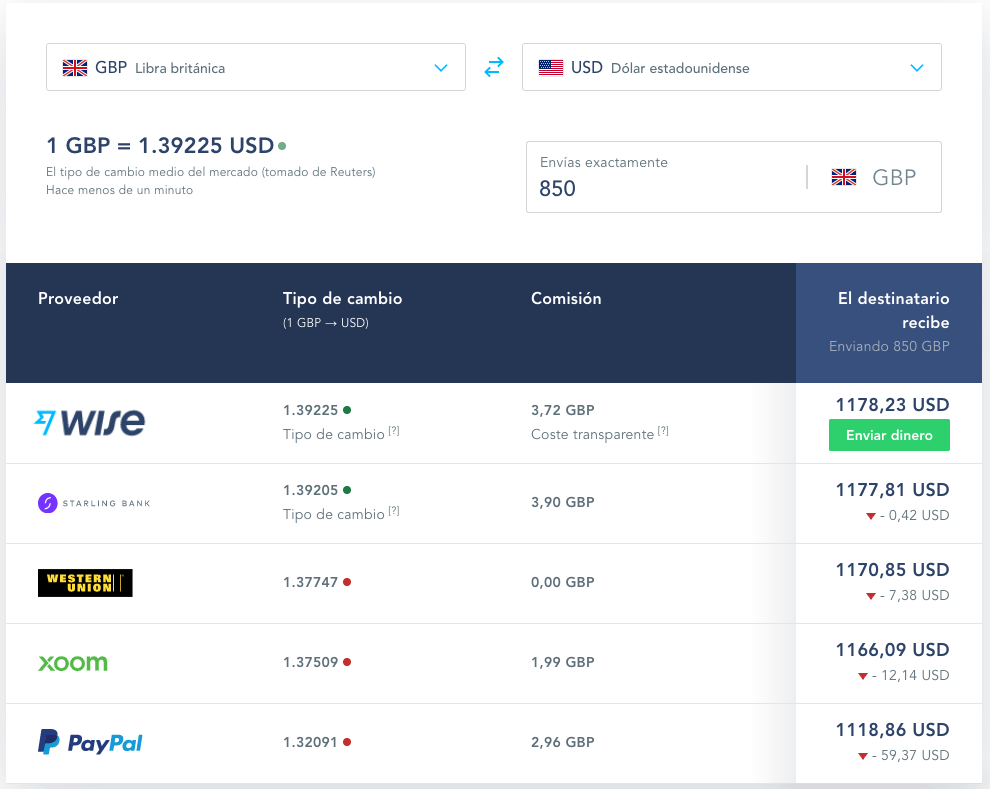 GBP Libra británica
USD Dólar estadounidense
1 GBP = 1.39225 USD
El tipo de cambio medio del mercado (tomado de Reuters)
Hace menos de un minuto
Envías exactamente
850
GBP
Proveedor
Tipo de cambio
(1 GBP → USD)
Comisión
El destinatario
recibe
Enviando 850 GBP
WISE
1.39225
Tipo de cambio [?]
3,72 GBP
Coste transparente [?]
1178,23 USD
Enviar dinero
STARLING BANK
1.39205
Tipo de cambio [?]
3,90 GBP
1177,81 USD
- 0,42 USD
WESTERN
UNION
1.37747
0,00 GBP
1170,85 USD
- 7,38 USD
xoom
1.37509
1,99 GBP
1166,09 USD
- 12,14 USD
PayPal
1.32091
2,96 GBP
1118,86 USD
- 59,37 USD